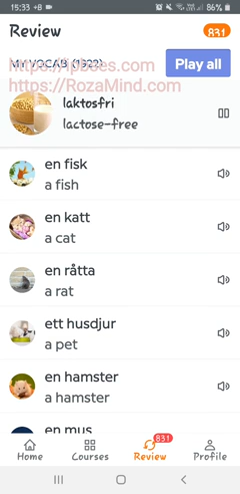 15:33 +8
86%
Review
831
MY VOCAB (1922)
Play all
https://ipaces.com
https://RozaMind.com
laktosfri
lactose-free
en fisk
a fish
en katt
a cat
en råtta
a rat
ett husdjur
a pet
en hamster
a hamster
en mus
831
Home
Courses
Review
Profile